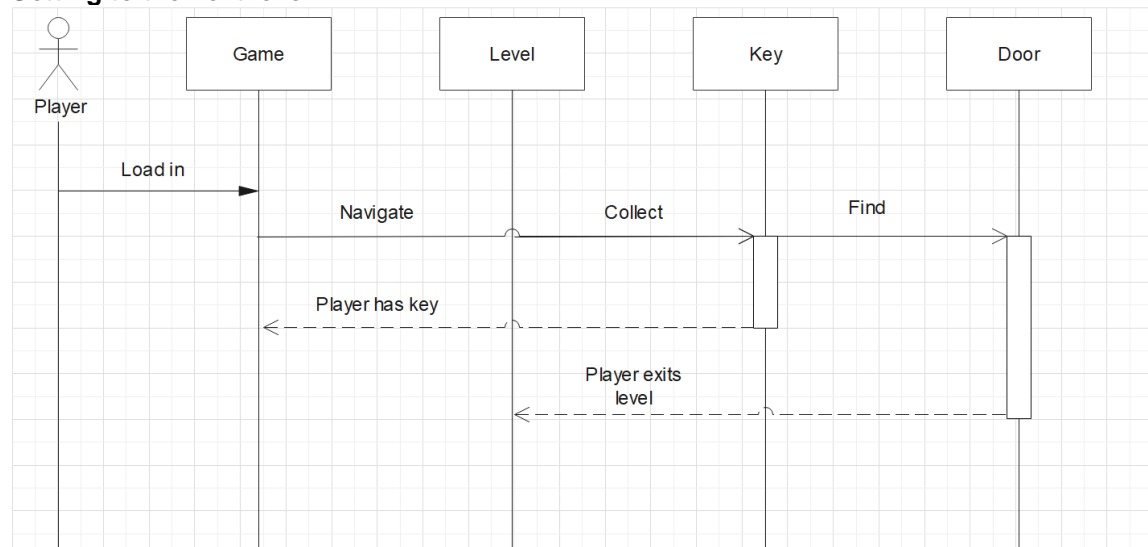 Game
Level
Key
Door
Player
Load in
Navigate
Collect
Find
Player has key
Player exits
level